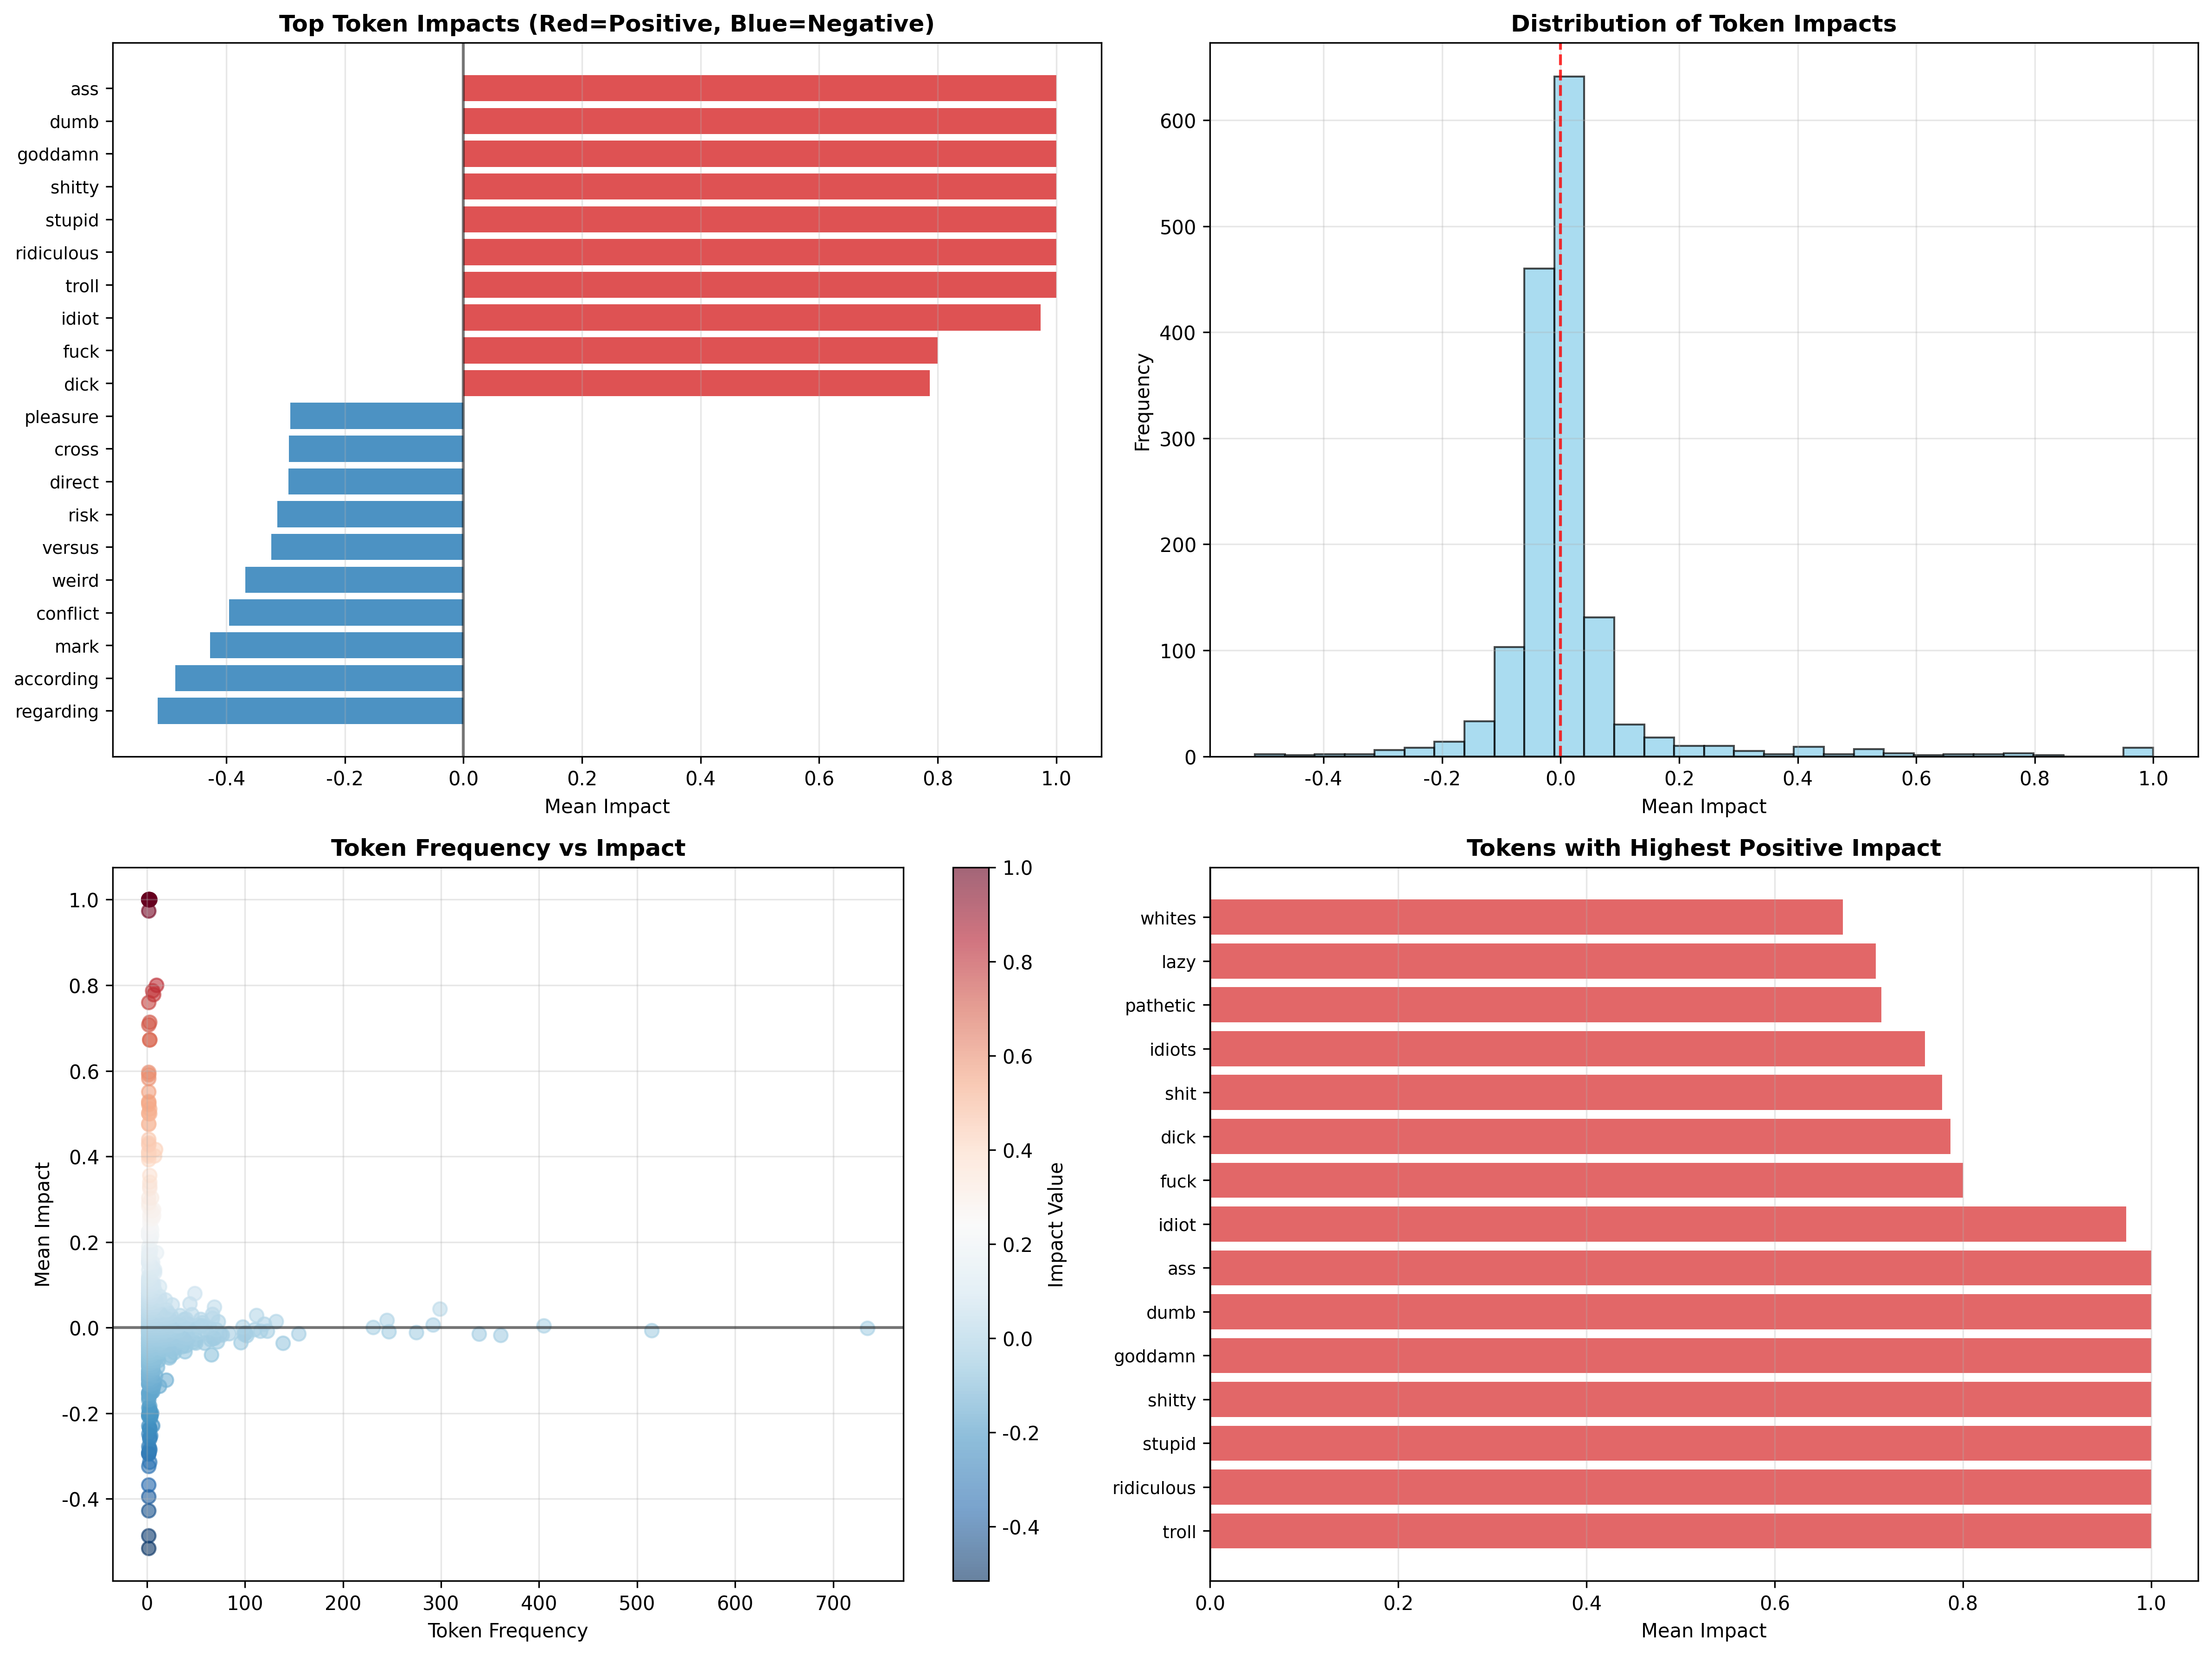 Top Token Impacts (Red=Positive, Blue=Negative)
ass
dumb
goddamn
shitty
stupid
ridiculous
troll
idiot
fuck
dick
pleasure
cross
direct
risk
versus
weird
conflict
mark
according
regarding
-0.4 -0.2 0.0 0.2 0.4 0.6 0.8 1.0
Mean Impact
Distribution of Token Impacts
Frequency
600
500
400
300
200
100
0
-0.4 -0.2 0.0 0.2 0.4 0.6 0.8 1.0
Mean Impact
Token Frequency vs Impact
Mean Impact
1.0
0.8
0.6
0.4
0.2
0.0
-0.2
-0.4
0 100 200 300 400 500 600 700
Token Frequency
1.0
0.8
0.6
0.4
0.2
0.0
-0.2
-0.4
Impact Value
Tokens with Highest Positive Impact
whites
lazy
pathetic
idiots
shit
dick
fuck
idiot
ass
dumb
goddamn
shitty
stupid
ridiculous
troll
0.0 0.2 0.4 0.6 0.8 1.0
Mean Impact